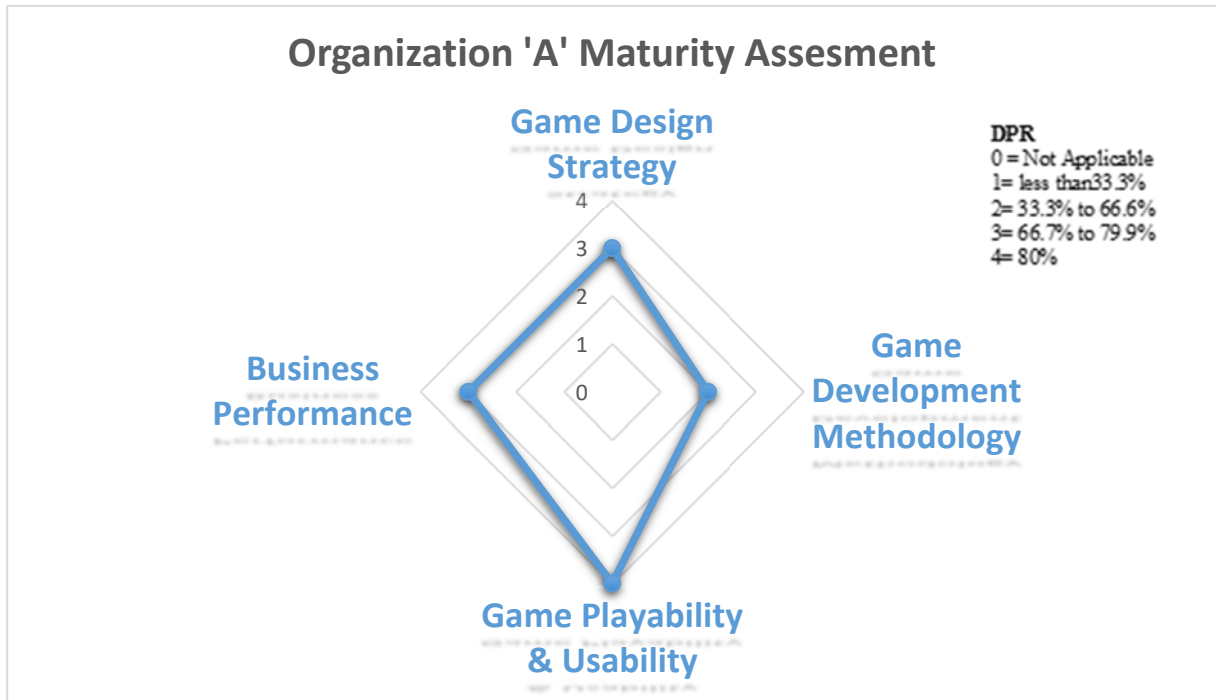 Organization 'A' Maturity Assesment
Game Design
Strategy
DPR
0 = Not Applicable
1= less than33.3%
2= 33.3% to 66.6%
3= 66.7% to 79.9%
4= 80%
4
3
2
1
0
Business
Performance
Game
Development
Methodology
Game Playability
& Usability